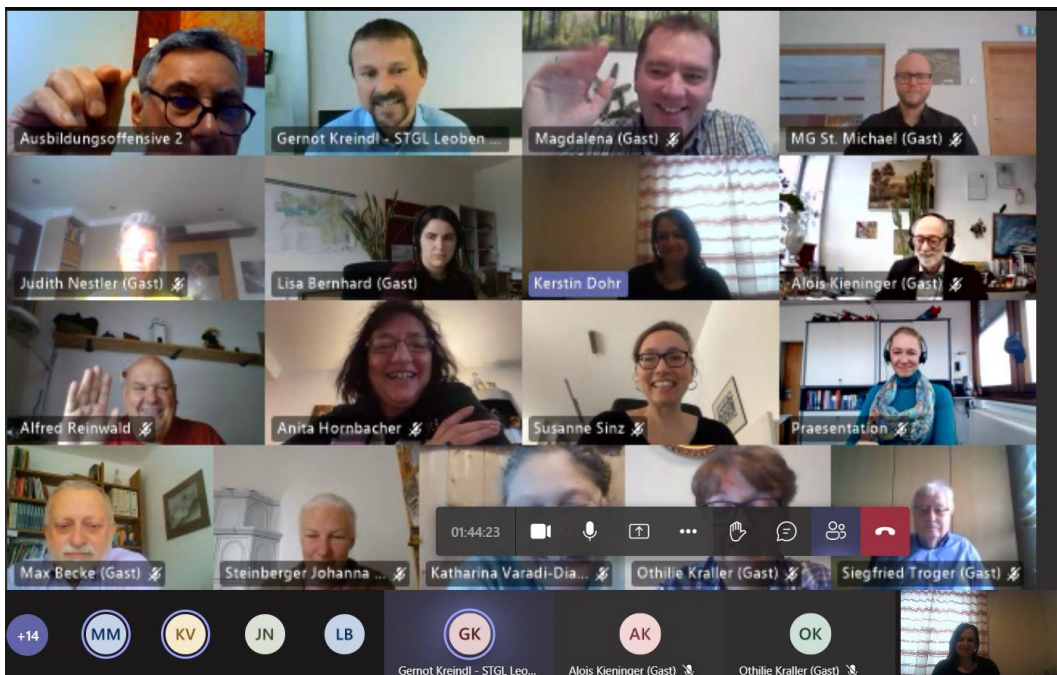 Ausbildungsoffensive 2
Gernot Kreindl - STGL Leoben ...
Magdalena (Gast)
MG St. Michael (Gast)
Judith Nestler (Gast)
Lisa Bernhard (Gast)
Kerstin Dohr
Alois Kieninger (Gast)
Alfred Reinwald
Anita Hornbacher
Susanne Sinz
Praesentation
01:44:23
Max Becke (Gast)
Steinberger Johanna ...
Katharina Varadi-Dia...
Othilie Kraller (Gast)
Siegfried Troger (Gast)
+14
MM
KV
JN
LB
GK
AK
OK
Gernot Kreindl - STGL Leo...
Alois Kieninger (Gast)
Othilie Kraller (Gast)